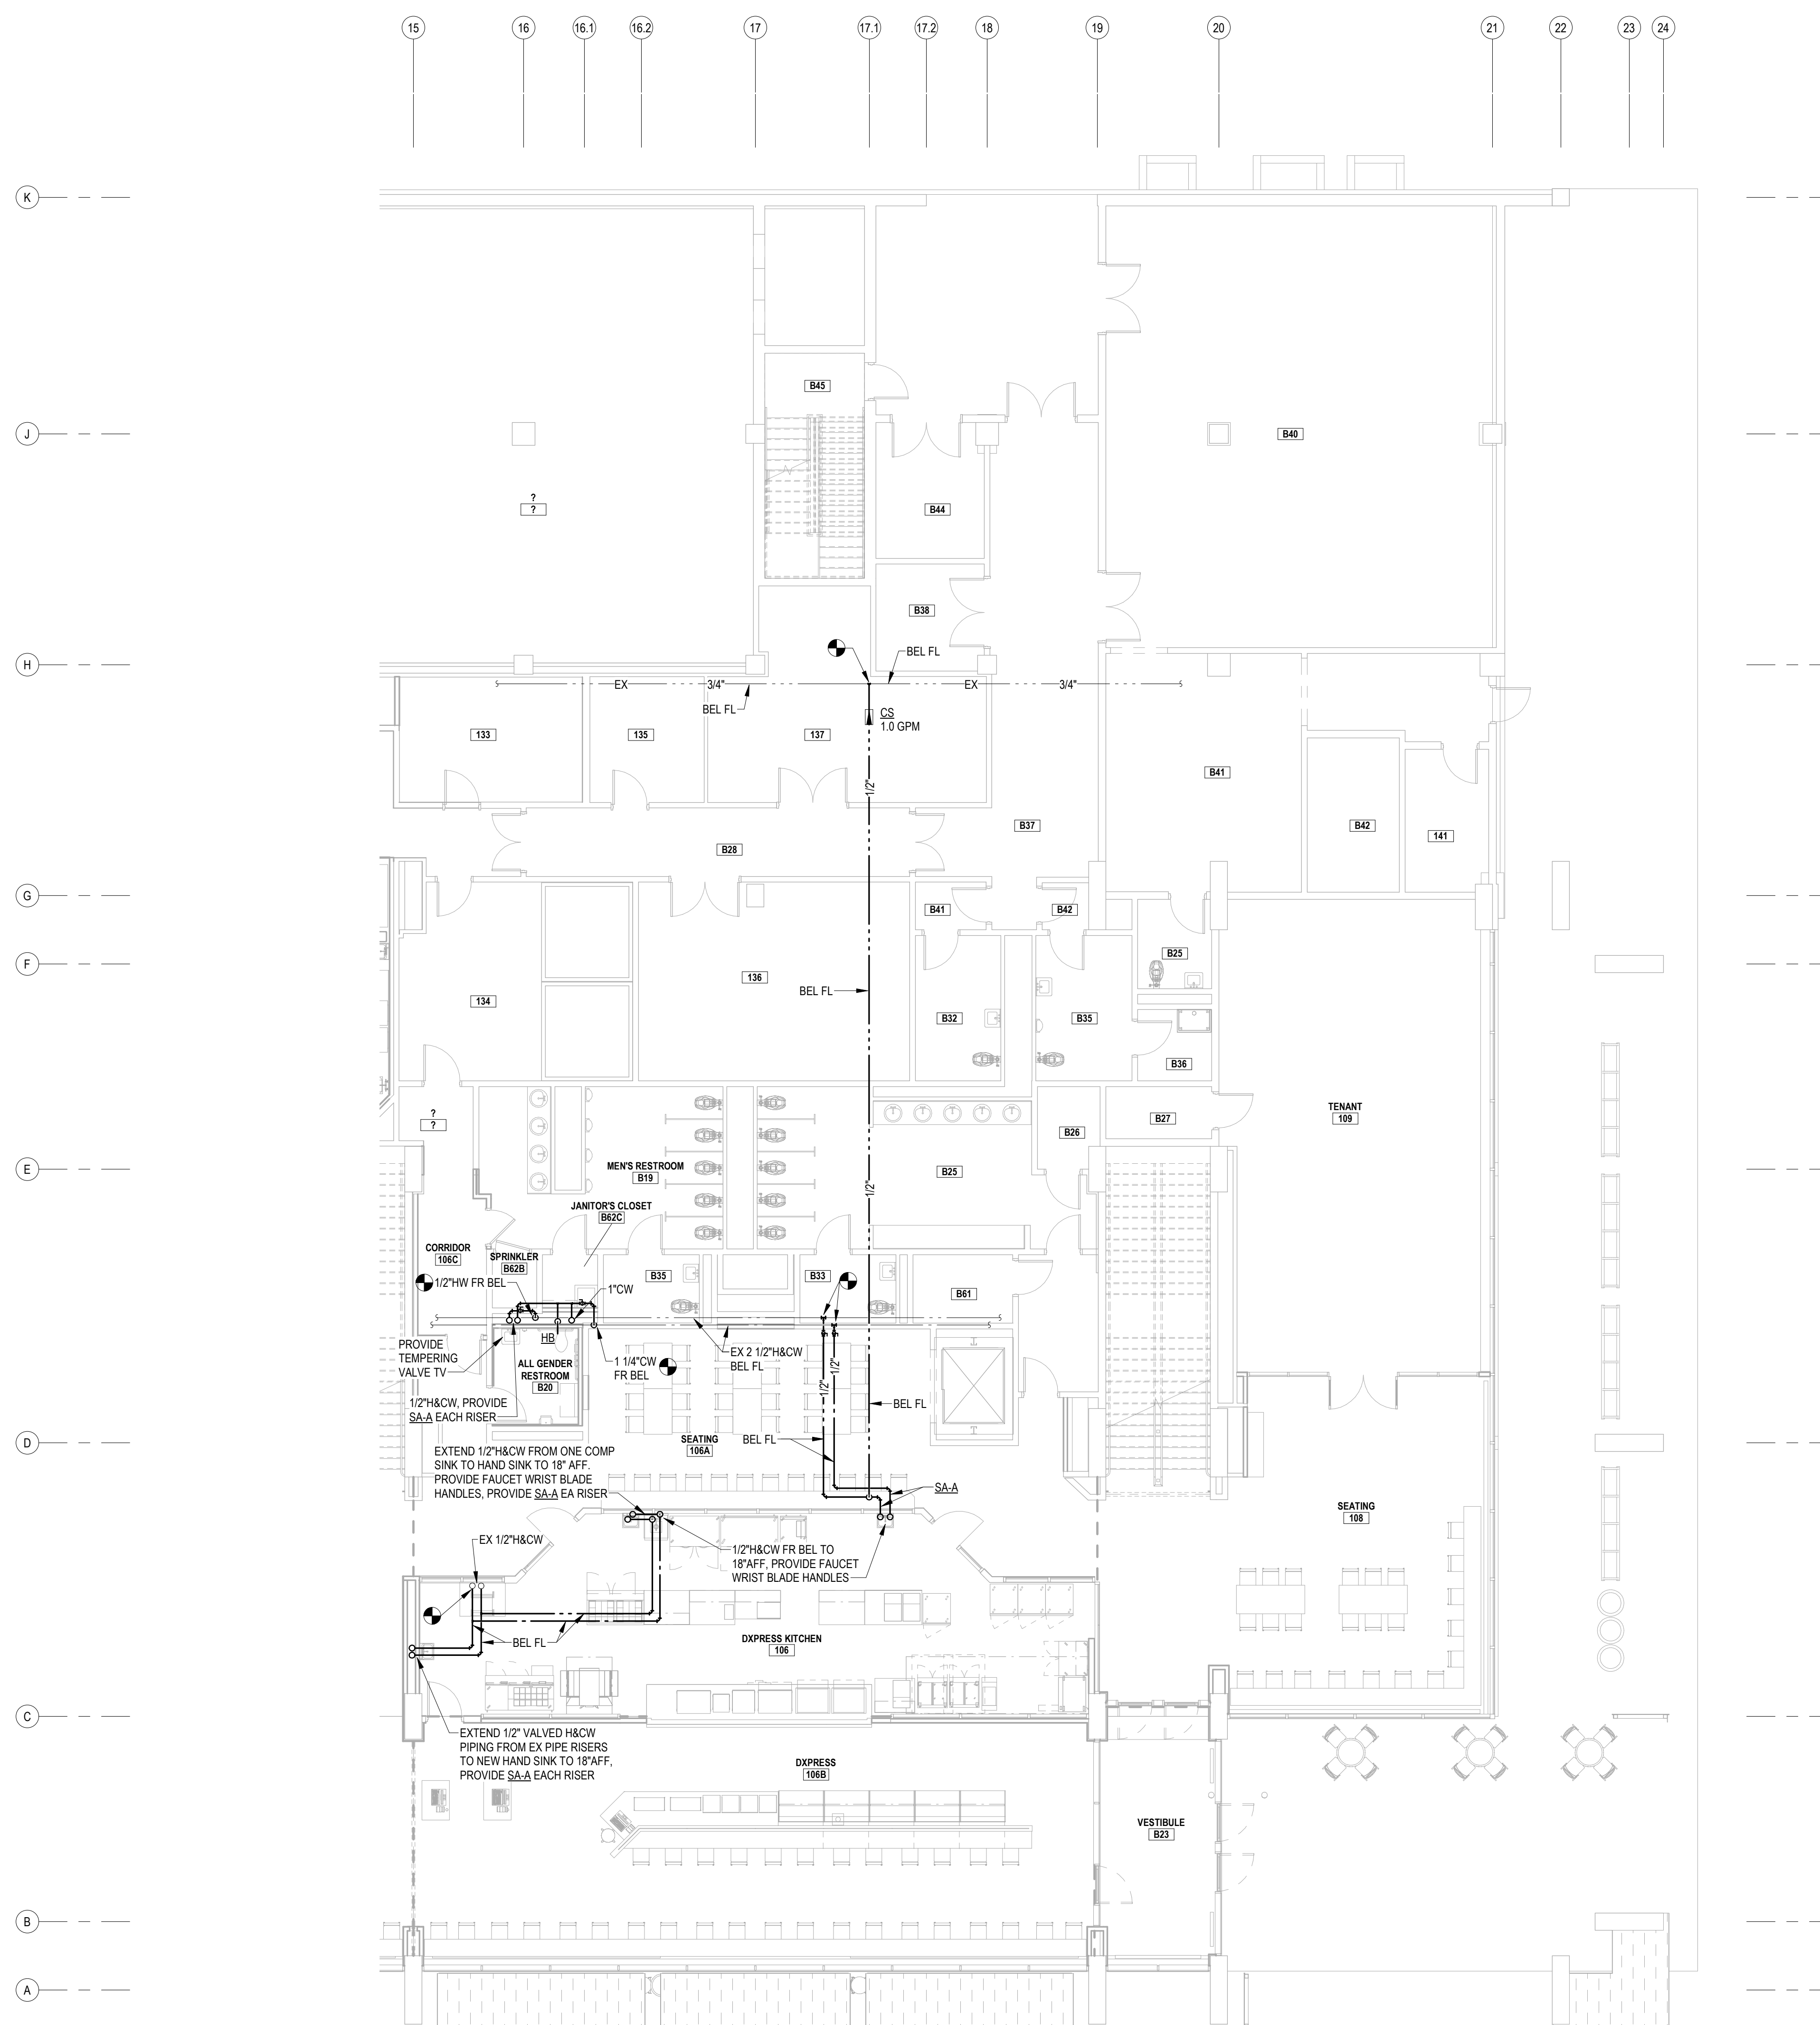 15
16
16.1
16.2
17
17.1
17.2
18
19
20
21
22
23
24
K
B45
J
B40
?
?
B44
B38
H
BEL FL
EX
3/4"
EX
3/4"
BEL FL
CS
1.0 GPM
133
135
137
B41
1/2"
B37
B42
141
B28
G
B41
B42
B25
F
136
134
BEL FL
B32
B35
B36
TENANT
109
?
?
B27
B26
E
MEN'S RESTROOM
B19
B25
1/2"
JANITOR'S CLOSET
B62C
CORRIDOR
106C
SPRINKLER
B62B
1/2"HW FR BEL
1"CW
B35
B33
B61
HB
PROVIDE
TEMPERING
VALVE TV
ALL GENDER
RESTROOM
B20
1 1/4"CW
FR BEL
EX 2 1/2"H&CW
BEL FL
1/2"
1/2"
1/2"H&CW, PROVIDE
SA-A EACH RISER
BEL FL
D
SEATING
106A
BEL FL
EXTEND 1/2"H&CW FROM ONE COMP
SINK TO HAND SINK TO 18" AFF.
PROVIDE FAUCET WRIST BLADE
HANDLES, PROVIDE SA-A EA RISER
SA-A
SEATING
108
EX 1/2"H&CW
1/2"H&CW FR BEL TO
18"AFF, PROVIDE FAUCET
WRIST BLADE HANDLES
BEL FL
DXPRESS KITCHEN
106
C
EXTEND 1/2" VALVED H&CW
PIPING FROM EX PIPE RISERS
TO NEW HAND SINK TO 18"AFF,
PROVIDE SA-A EACH RISER
DXPRESS
106B
VESTIBULE
B23
B
A